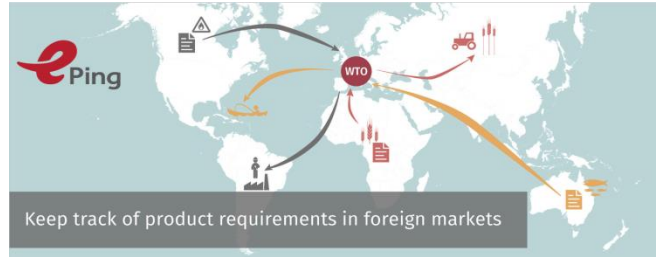 ePing
WTO
Keep track of product requirements in foreign markets